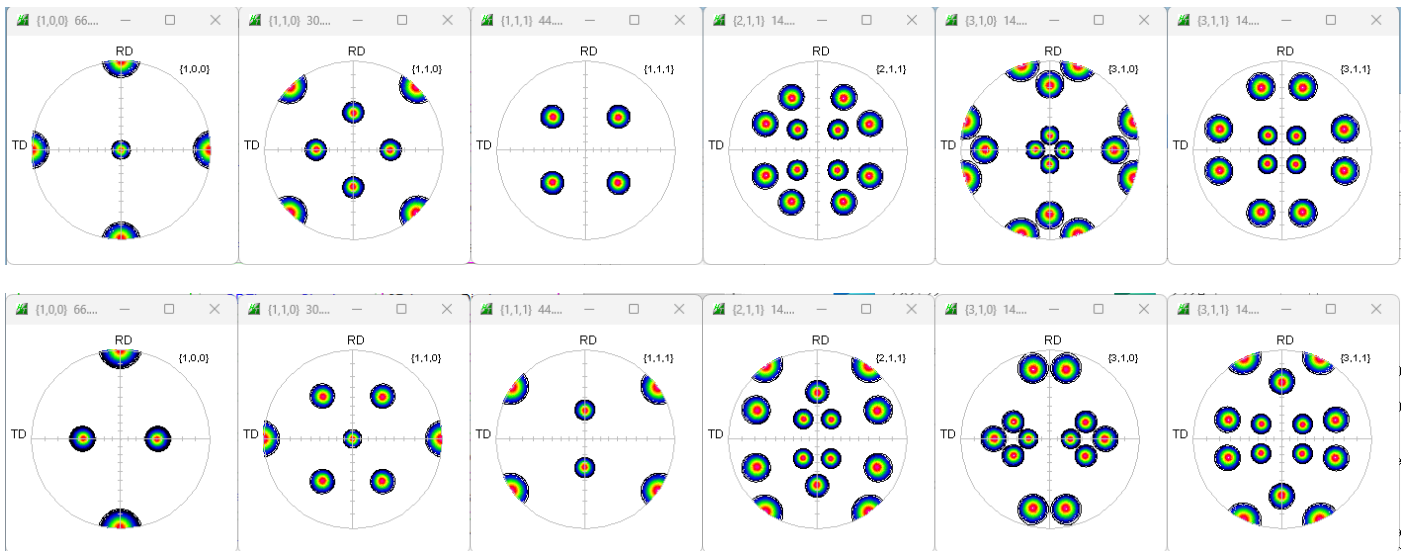 {1,0,0} 66....
{1,1,0} 30....
{1,1,1} 44....
{2,1,1} 14....
{3,1,0} 14....
{3,1,1} 14....
RD
{1,0,0}
TD
RD
{1,1,0}
TD
RD
{1,1,1}
TD
RD
{2,1,1}
TD
RD
{3,1,0}
TD
RD
{3,1,1}
TD
{1,0,0} 66....
{1,1,0} 30....
{1,1,1} 44....
{2,1,1} 14....
{3,1,0} 14....
{3,1,1} 14....
RD
{1,0,0}
TD
RD
{1,1,0}
TD
RD
{1,1,1}
TD
RD
{2,1,1}
TD
RD
{3,1,0}
TD
RD
{3,1,1}
TD